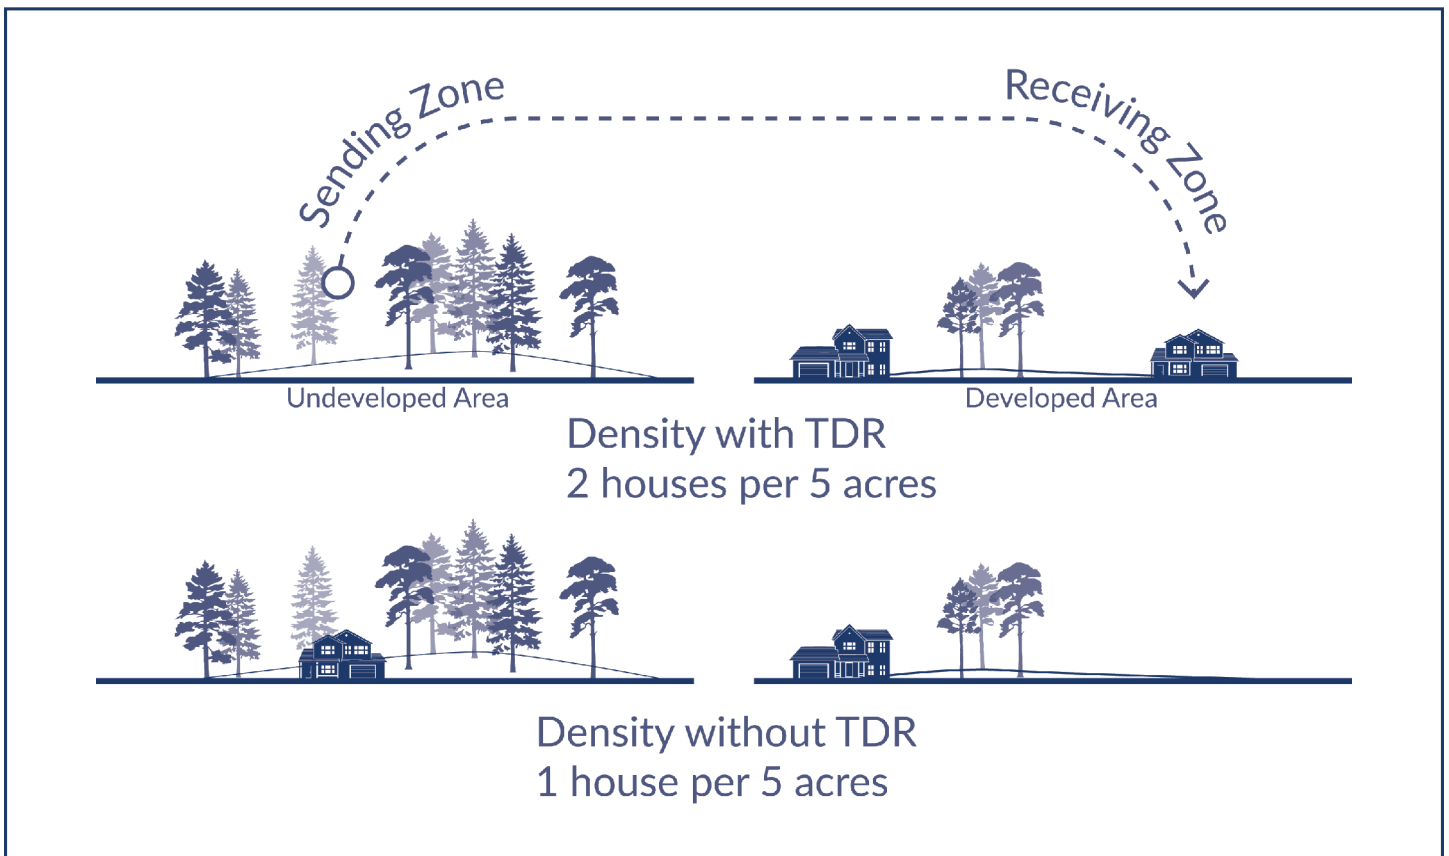 Sending Zone
Receiving Zone
Undeveloped Area
Developed Area
Density with TDR
2 houses per 5 acres
Density without TDR
1 house per 5 acres